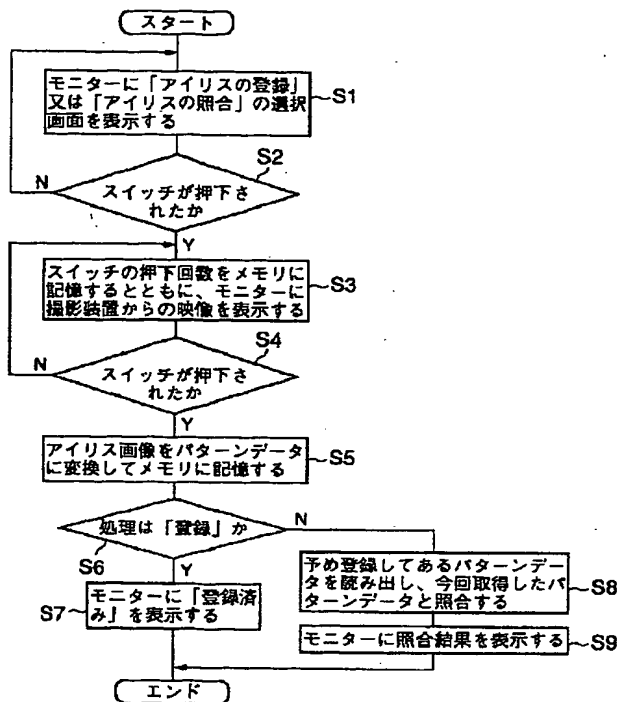 スタート
モニターに「アイリスの登録」
又は「アイリスの照合」の選択
画面を表示する
S1
S2
スイッチが押下さ
れたか
N
Y
スイッチの押下回数をメモリに
記憶するとともに、モニターに
撮影装置からの映像を表示する
S3
S4
スイッチが押下さ
れたか
N
Y
アイリス画像をパターンデータ
に変換してメモリに記憶する
S5
処理は「登録」か
N
S6
Y
モニターに「登録済
み」を表示する
S7
予め登録してあるパターンデー
タを読み出し、今回取得したパ
ターンデータと照合する
S8
モニターに照合結果を表示する
S9
エンド